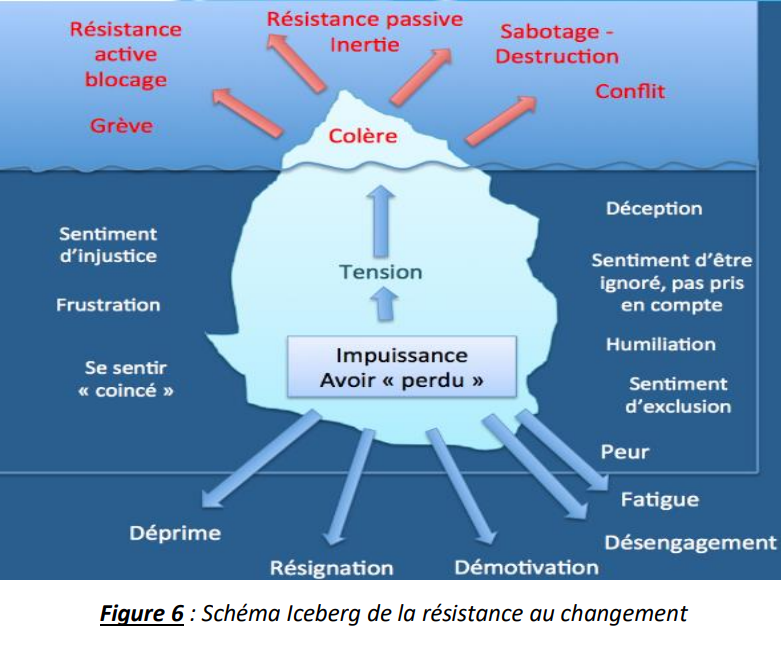 Résistance
active
blocage
Grève
Résistance passive
Inertie
Sabotage -
Destruction
Conflit
Colère
Sentiment
d'injustice
Frustration
Se sentir
« coincé »
Tension
Impuissance
Avoir « perdu »
Déception
Sentiment d'être
ignoré, pas pris
en compte
Humiliation
Sentiment
d'exclusion
Peur
Fatigue
Désengagement
Déprime
Résignation
Démotivation
Figure 6 : Schéma Iceberg de la résistance au changement